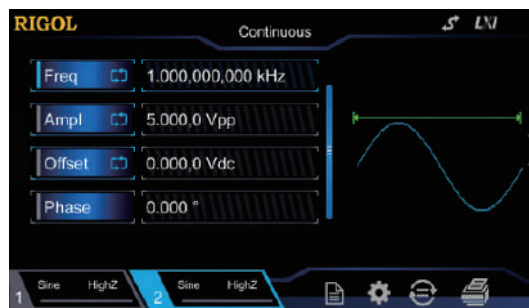 RIGOL
Continuous
LXI
Freq 1.000,000,000 kHz
Ampl 5.000,0 Vpp
Offset 0.000,0 Vdc
Phase 0.000 °
1 Sine HighZ 2 Sine HighZ